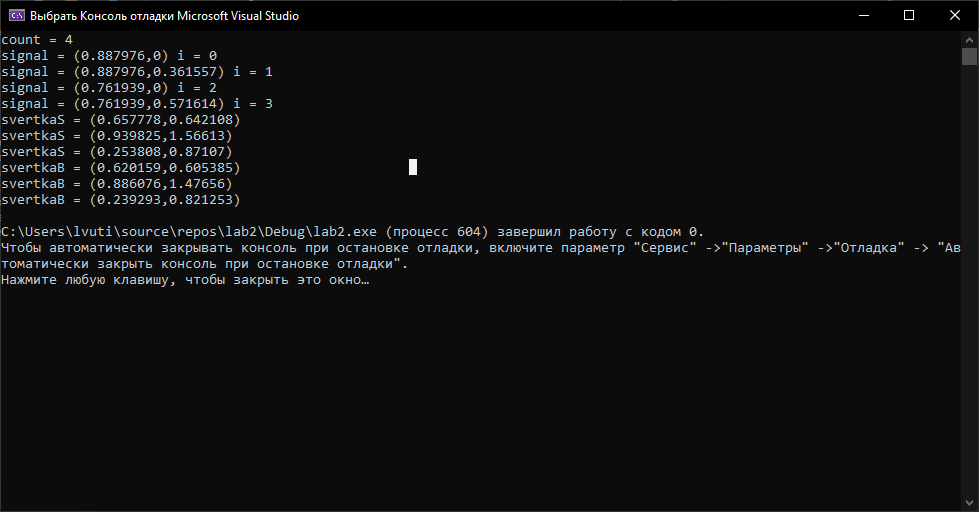 Выбрать Консоль отладки Microsoft Visual Studio
count = 4
signal = (0.887976,0) i = 0
signal = (0.887976,0.361557) i = 1
signal = (0.761939,0) i = 2
signal = (0.761939,0.571614) i = 3
svertkaS = (0.657778,0.642108)
svertkaS = (0.939825,1.56613)
svertkaS = (0.253808,0.87107)
svertkaB = (0.620159,0.605385)
svertkaB = (0.886076,1.47656)
svertkaB = (0.239293,0.821253)
C:\Users\lvuti\source\repos\lab2\Debug\lab2.exe (процесс 604) завершил работу с кодом 0.
Чтобы автоматически закрывать консоль при остановке отладки, включите параметр "Сервис" ->"Параметры" ->"Отладка" -> "Ав
томатически закрыть консоль при остановке отладки".
Нажмите любую клавишу, чтобы закрыть это окно…